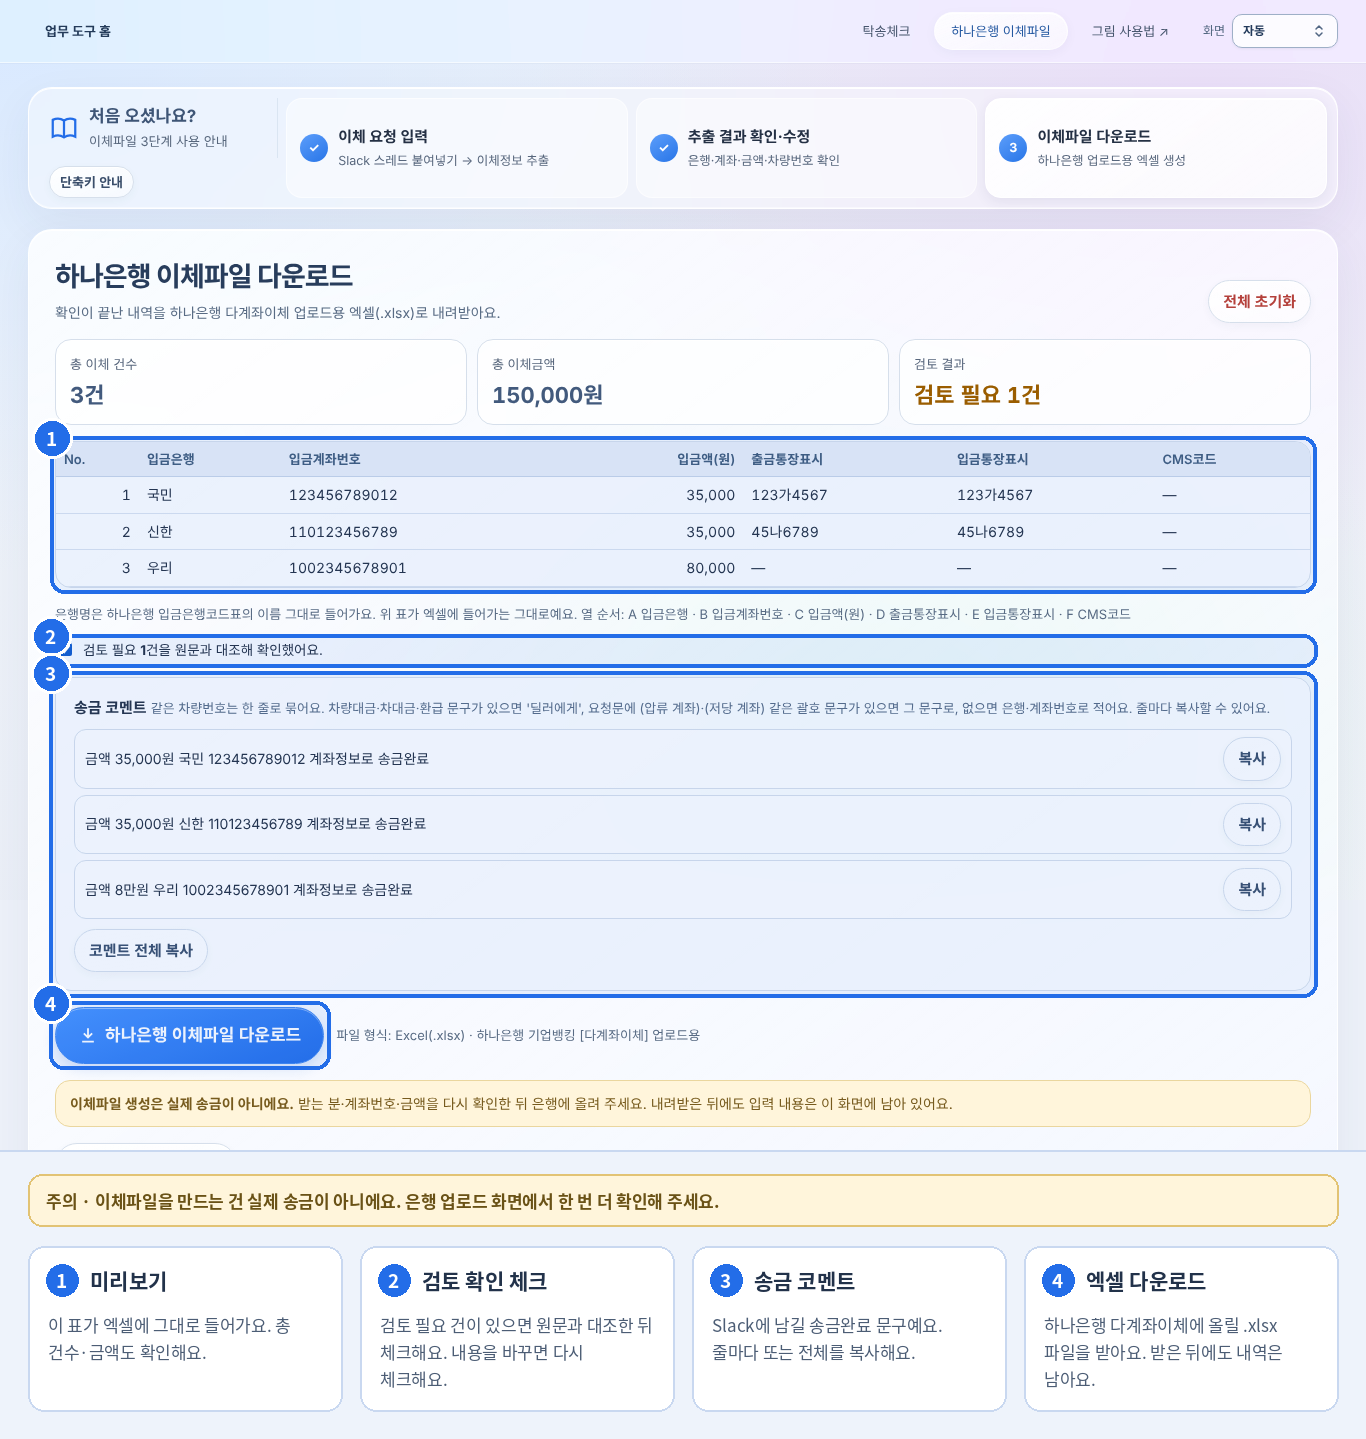 업무 도구 홈
탁송체크
하나은행 이체파일
그림 사용법 ↗
화면
자동
처음 오셨나요?
이체파일 3단계 사용 안내
단축키 안내
이체 요청 입력
Slack 스레드 붙여넣기 → 이체정보 추출
추출 결과 확인·수정
은행·계좌·금액·차량번호 확인
3
이체파일 다운로드
하나은행 업로드용 엑셀 생성
하나은행 이체파일 다운로드
확인이 끝난 내역을 하나은행 다계좌이체 업로드용 엑셀(.xlsx)로 내려받아요.
전체 초기화
총 이체 건수
3건
총 이체금액
150,000원
검토 결과
검토 필요 1건
1
No. 입금은행 입금계좌번호 입금액(원) 출금통장표시 입금통장표시 CMS코드
1 국민 123456789012 35,000 123가4567 123가4567 —
2 신한 110123456789 35,000 45나6789 45나6789 —
3 우리 1002345678901 80,000 — — —
은행명은 하나은행 입금은행코드표의 이름 그대로 들어가요. 위 표가 엑셀에 들어가는 그대로예요. 열 순서: A 입금은행 · B 입금계좌번호 · C 입금액(원) · D 출금통장표시 · E 입금통장표시 · F CMS코드
2
검토 필요 1건을 원문과 대조해 확인했어요.
3
송금 코멘트 같은 차량번호는 한 줄로 묶어요. 차량대금·차대금·환급 문구가 있으면 '딜러에게', 요청문에 (압류 계좌)·(저당 계좌) 같은 괄호 문구가 있으면 그 문구로, 없으면 은행·계좌번호로 적어요. 줄마다 복사할 수 있어요.
금액 35,000원 국민 123456789012 계좌정보로 송금완료
복사
금액 35,000원 신한 110123456789 계좌정보로 송금완료
복사
금액 8만원 우리 1002345678901 계좌정보로 송금완료
복사
코멘트 전체 복사
4
하나은행 이체파일 다운로드
파일 형식: Excel(.xlsx) · 하나은행 기업뱅킹 [다계좌이체] 업로드용
이체파일 생성은 실제 송금이 아니에요. 받는 분·계좌번호·금액을 다시 확인한 뒤 은행에 올려 주세요. 내려받은 뒤에도 입력 내용은 이 화면에 남아 있어요.
주의 · 이체파일을 만드는 건 실제 송금이 아니에요. 은행 업로드 화면에서 한 번 더 확인해 주세요.
1 미리보기
이 표가 엑셀에 그대로 들어가요. 총
건수·금액도 확인해요.
2 검토 확인 체크
검토 필요 건이 있으면 원문과 대조한 뒤
체크해요. 내용을 바꾸면 다시
체크해요.
3 송금 코멘트
Slack에 남길 송금완료 문구예요.
줄마다 또는 전체를 복사해요.
4 엑셀 다운로드
하나은행 다계좌이체에 올릴 .xlsx
파일을 받아요. 받은 뒤에도 내역은
남아요.